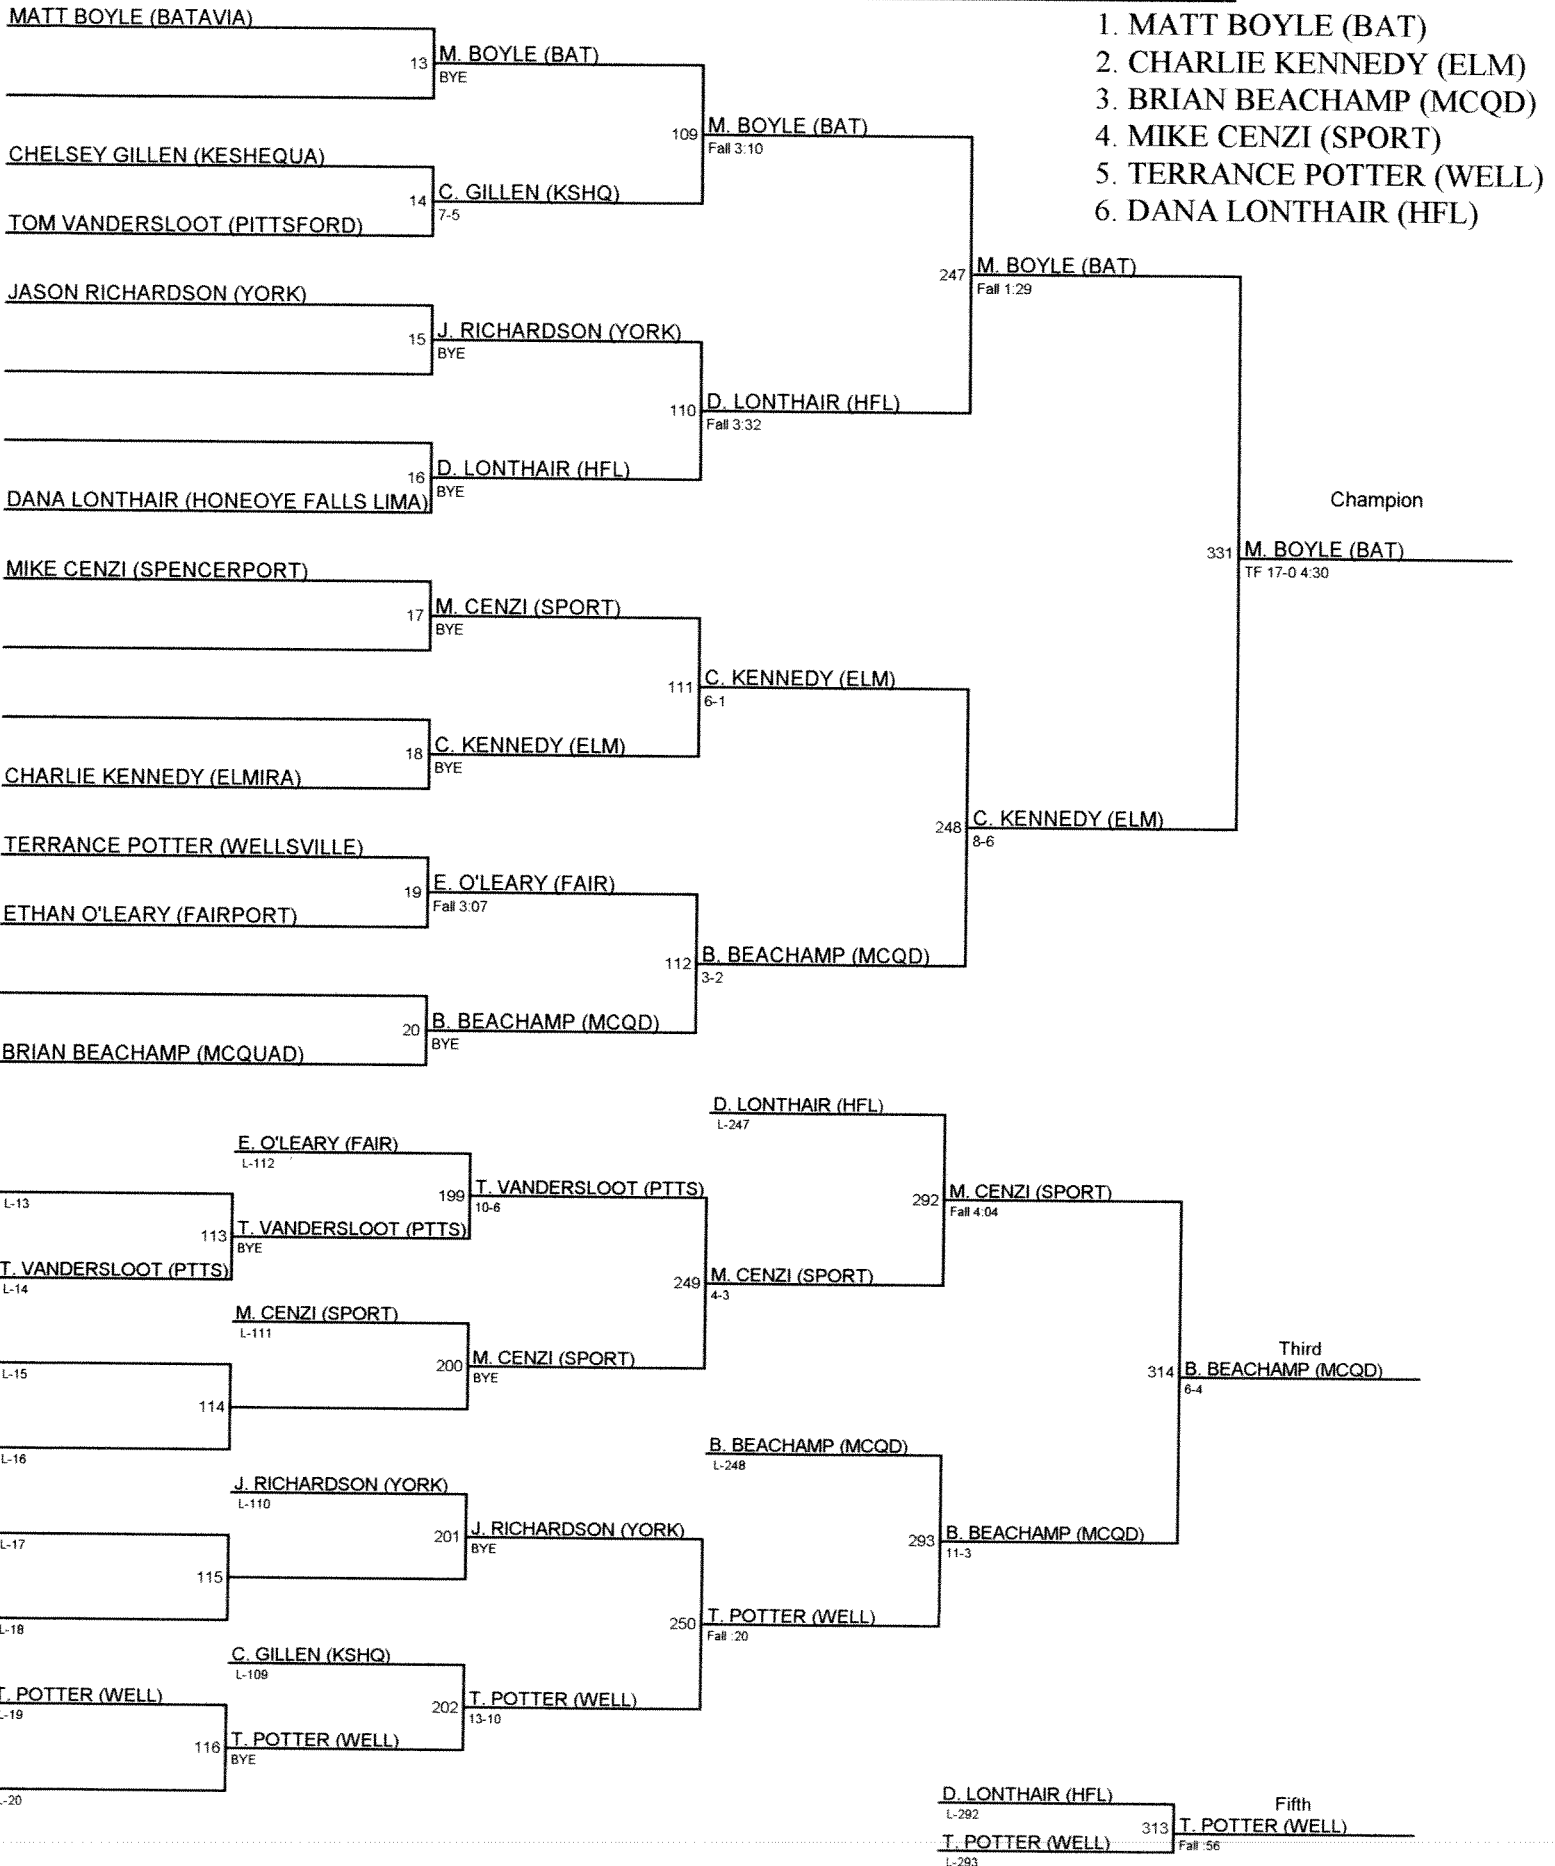 MATT BOYLE (BATAVIA)
13 M. BOYLE (BAT)
BYE
CHELSEY GILLEN (KESHEQUA)
14 C. GILLEN (KSHQ)
7-5
TOM VANDERSLOOT (PITTSFORD)
109 M. BOYLE (BAT)
Fall 3:10
JASON RICHARDSON (YORK)
15 J. RICHARDSON (YORK)
BYE
16 D. LONTHAIR (HFL)
BYE
DANA LONTHAIR (HONEOYE FALLS LIMA)
110 D. LONTHAIR (HFL)
Fall 3:32
247 M. BOYLE (BAT)
Fall 1:29
1. MATT BOYLE (BAT)
2. CHARLIE KENNEDY (ELM)
3. BRIAN BEACHAMP (MCQD)
4. MIKE CENZI (SPORT)
5. TERRANCE POTTER (WELL)
6. DANA LONTHAIR (HFL)
MIKE CENZI (SPENCERPORT)
17 M. CENZI (SPORT)
BYE
18 C. KENNEDY (ELM)
BYE
CHARLIE KENNEDY (ELMIRA)
111 C. KENNEDY (ELM)
6-1
TERRANCE POTTER (WELLSVILLE)
19 E. O'LEARY (FAIR)
Fall 3:07
ETHAN O'LEARY (FAIRPORT)
20 B. BEACHAMP (MCQD)
BYE
BRIAN BEACHAMP (MCQUAD)
112 B. BEACHAMP (MCQD)
3-2
248 C. KENNEDY (ELM)
8-6
Champion
331 M. BOYLE (BAT)
TF 17-0 4:30
L-13
T. VANDERSLOOT (PTTS)
L-14
113 T. VANDERSLOOT (PTTS)
BYE
E. O'LEARY (FAIR)
L-112
199 T. VANDERSLOOT (PTTS)
10-6
L-15
L-16
114
M. CENZI (SPORT)
L-111
200 M. CENZI (SPORT)
BYE
249 M. CENZI (SPORT)
4-3
D. LONTHAIR (HFL)
L-247
292 M. CENZI (SPORT)
Fall 4:04
L-17
L-18
115
J. RICHARDSON (YORK)
L-110
201 J. RICHARDSON (YORK)
BYE
T. POTTER (WELL)
L-19
L-20
116 T. POTTER (WELL)
BYE
C. GILLEN (KSHQ)
L-109
202 T. POTTER (WELL)
13-10
250 T. POTTER (WELL)
Fall :20
B. BEACHAMP (MCQD)
L-248
293 B. BEACHAMP (MCQD)
11-3
Third
314 B. BEACHAMP (MCQD)
6-4
D. LONTHAIR (HFL)
L-292
T. POTTER (WELL)
L-293
Fifth
313 T. POTTER (WELL)
Fall :56